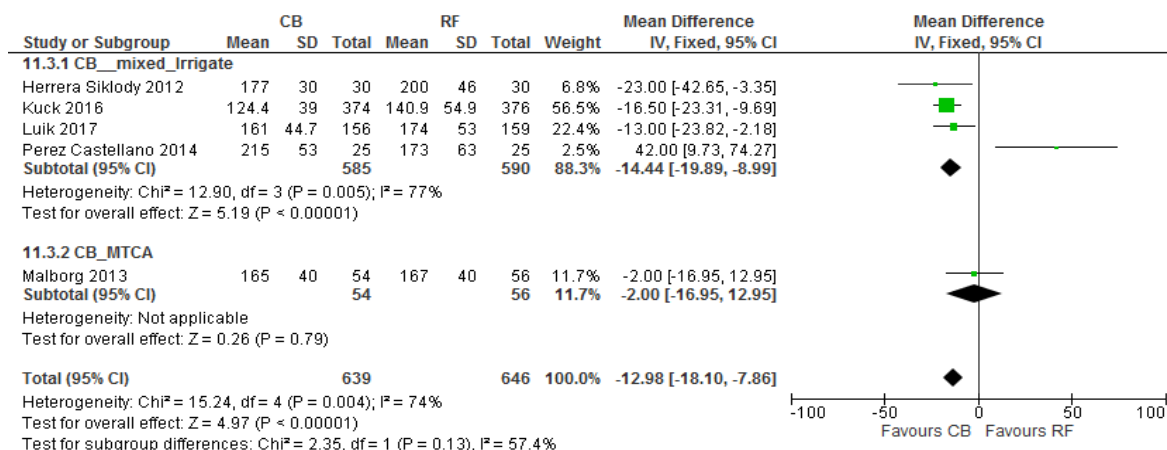 CB RF Mean Difference Mean Difference
Study or Subgroup Mean SD Total Mean SD Total Weight IV, Fixed, 95% CI IV, Fixed, 95% CI
11.3.1 CB__mixed_Irrigate
Herrera Siklody 2012 177 30 30 200 46 30 6.8% -23.00 [-42.65, -3.35]
Kuck 2016 124.4 39 374 140.9 54.9 376 56.5% -16.50 [-23.31, -9.69]
Luik 2017 161 44.7 156 174 53 159 22.4% -13.00 [-23.82, -2.18]
Perez Castellano 2014 215 53 25 173 63 25 2.5% 42.00 [9.73, 74.27]
Subtotal (95% CI) 585 590 88.3% -14.44 [-19.89, -8.99]
Heterogeneity: Chi² = 12.90, df = 3 (P = 0.005); I² = 77%
Test for overall effect: Z = 5.19 (P < 0.00001)
11.3.2 CB_MTCA
Malborg 2013 165 40 54 167 40 56 11.7% -2.00 [-16.95, 12.95]
Subtotal (95% CI) 54 56 11.7% -2.00 [-16.95, 12.95]
Heterogeneity: Not applicable
Test for overall effect: Z = 0.26 (P = 0.79)
Total (95% CI) 639 646 100.0% -12.98 [-18.10, -7.86]
Heterogeneity: Chi² = 15.24, df = 4 (P = 0.004); I² = 74%
Test for overall effect: Z = 4.97 (P < 0.00001)
Test for subgroup differences: Chi² = 2.35, df = 1 (P = 0.13), I² = 57.4%
-100 -50 0 50 100
Favours CB Favours RF